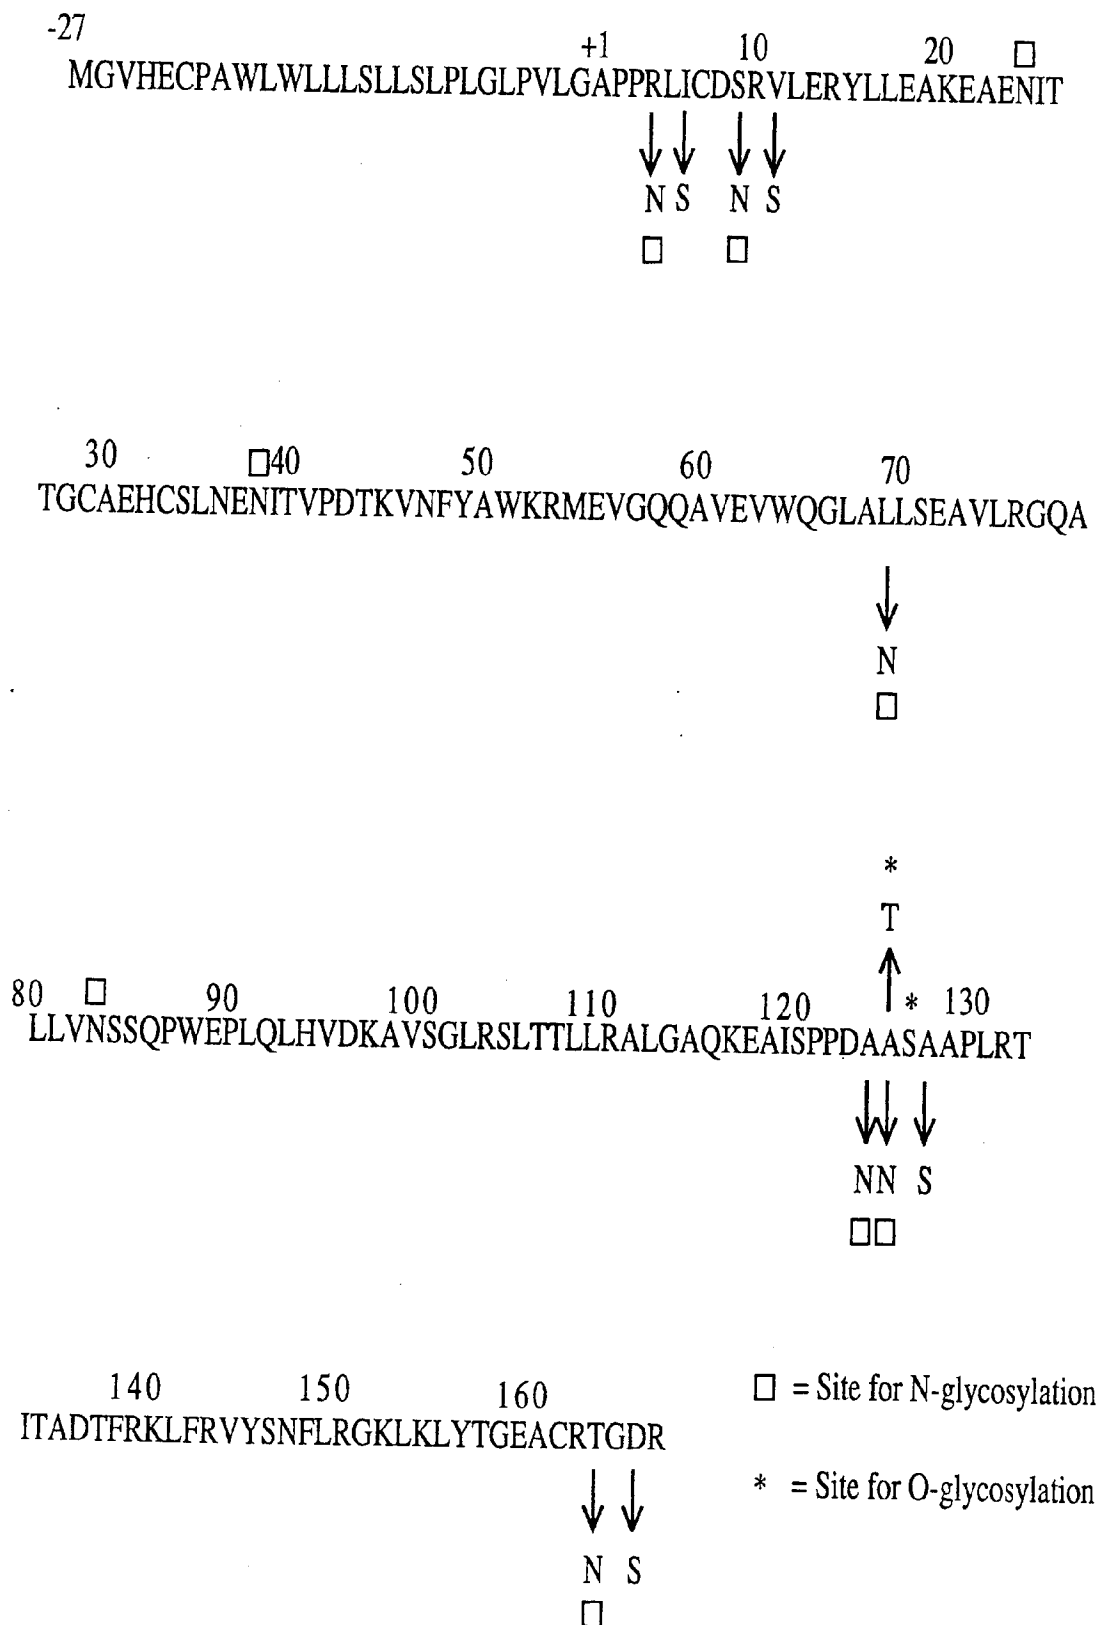 -27 +1 10 20 □
MGVHECPAWLWLLLSLLSLPLGLPVLGAPPRLICDSRVLERYLLEAKEAENIT
N S N S
□ □
30 □40 50 60 70
TGCAEHCSLNENITVPDTKVNFYAWKRMEVGQQAVEVWQGLALLSEAVLRGQA
N
□
*
T
80 □ 90 100 110 120 * 130
LLVNSSQPWEPLQLHVDKAVSGLRSLTTLLRALGAQKEAISPPDAASAAPLRT
NN S
□□
140 150 160
ITADTFRKLFRVYSNFLRGKLKLYTGEACRTGDR
N S
□
□ = Site for N-glycosylation
* = Site for O-glycosylation